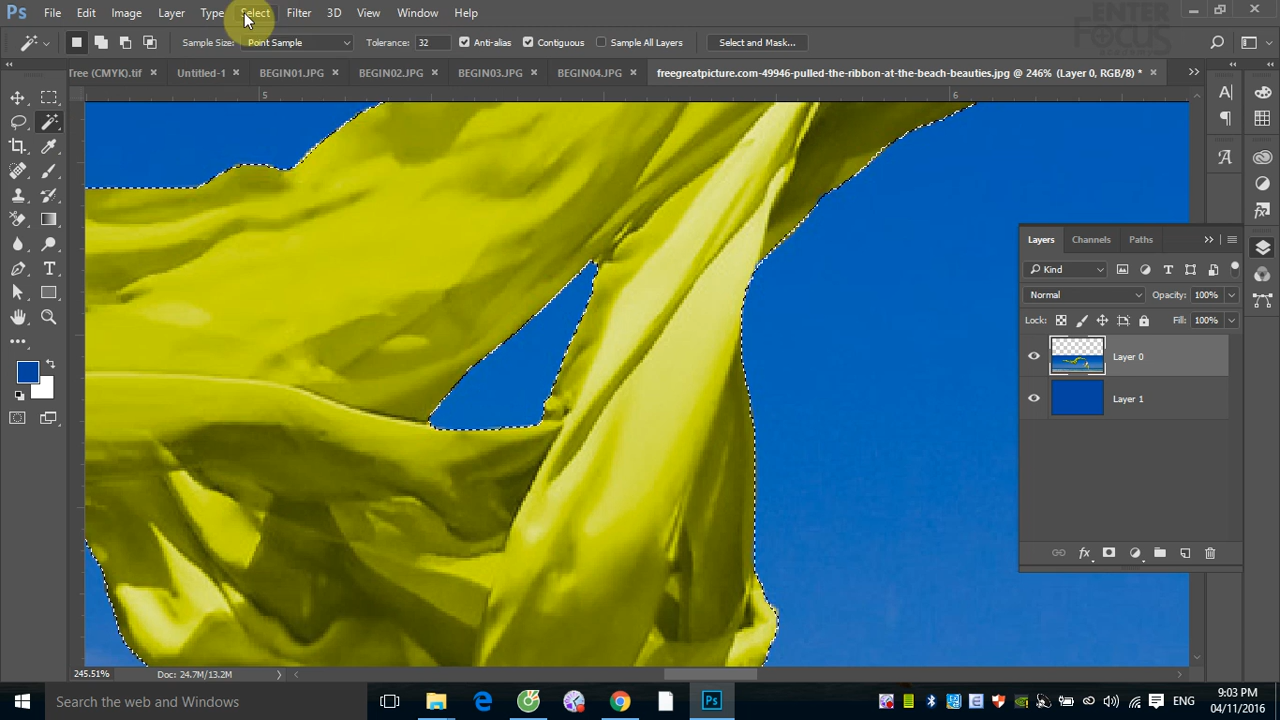 Ps File Edit Image Layer Type Select Filter 3D View Window Help
ENTER FOCUS
Sample Size: Point Sample Tolerance: 32 Anti-alias Contiguous Sample All Layers Select and Mask...
Tree (CMYK).tif × Untitled-1 × BEGIN01.JPG × BEGIN02.JPG × BEGIN03.JPG × BEGIN04.JPG × freegreatpicture.com-49946-pulled-the-ribbon-at-the-beach-beauties.jpg @ 246% (Layer 0, RGB/8) * ×
5 6
Layers Channels Paths
Kind
Normal Opacity: 100%
Lock: Fill: 100%
Layer 0
Layer 1
fx
245.51% Doc: 24.7M/13.2M
Search the web and Windows
Ps
ENG
9:03 PM
04/11/2016